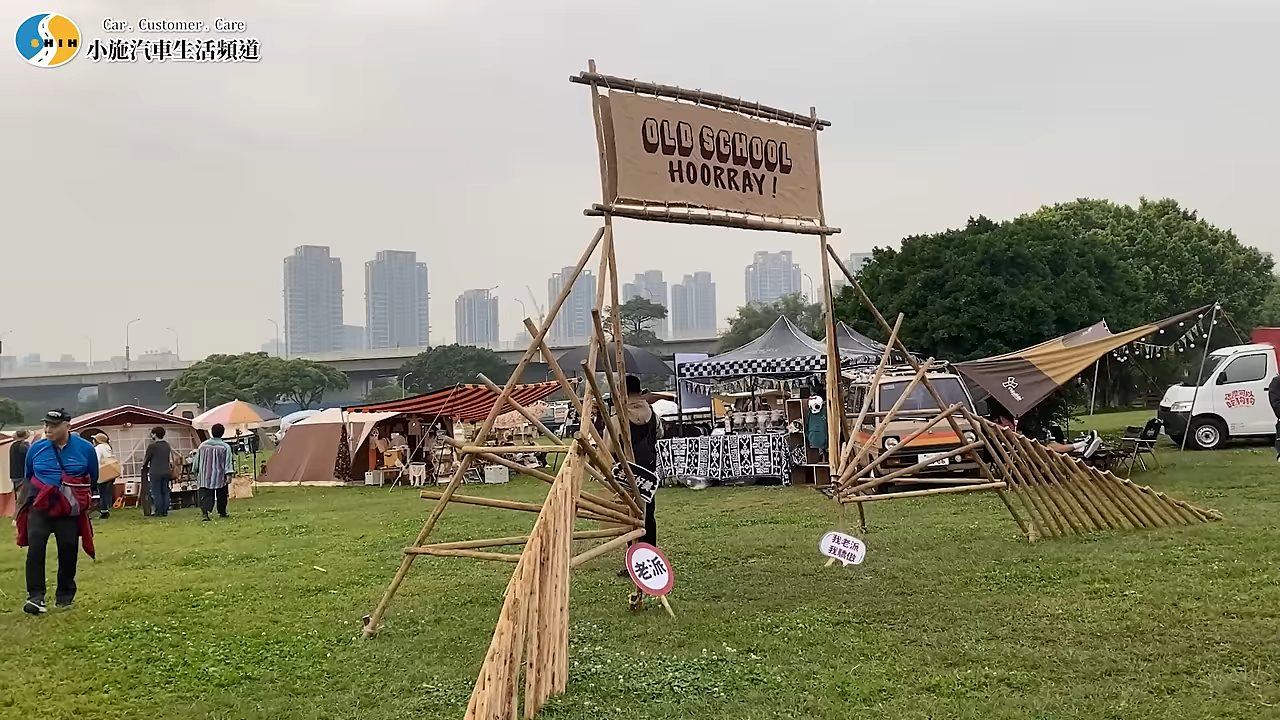 SHIH
Car. Customer. Care
小施汽車生活頻道
OLD SCHOOL
HOORRAY!
老派
我老派
我驕傲